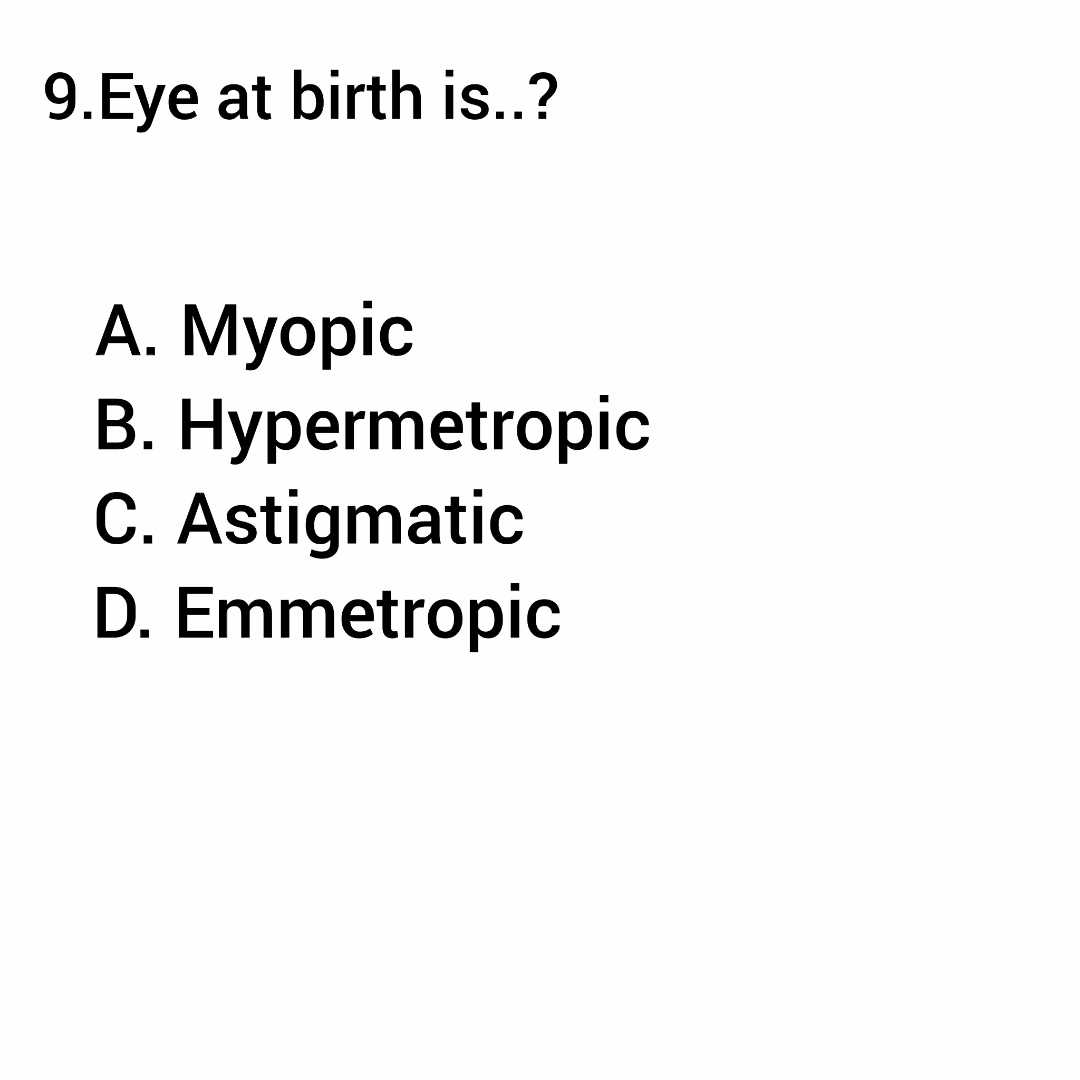 9.Eye at birth is..?
A. Myopic
B. Hypermetropic
C. Astigmatic
D. Emmetropic